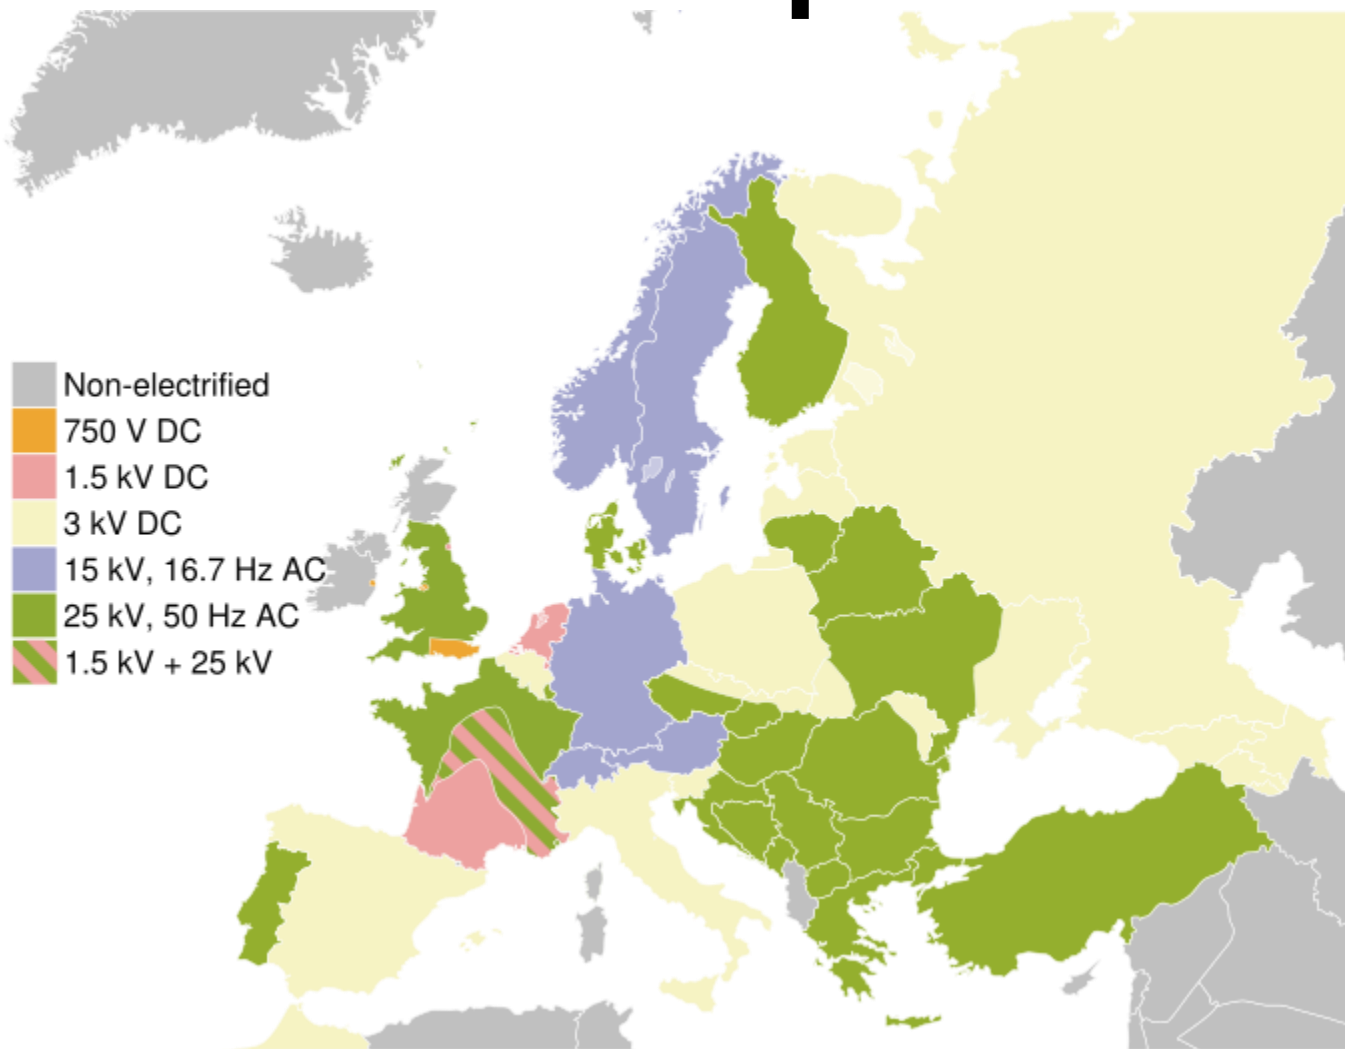 Non-electrified
750 V DC
1.5 kV DC
3 kV DC
15 kV, 16.7 Hz AC
25 kV, 50 Hz AC
1.5 kV + 25 kV